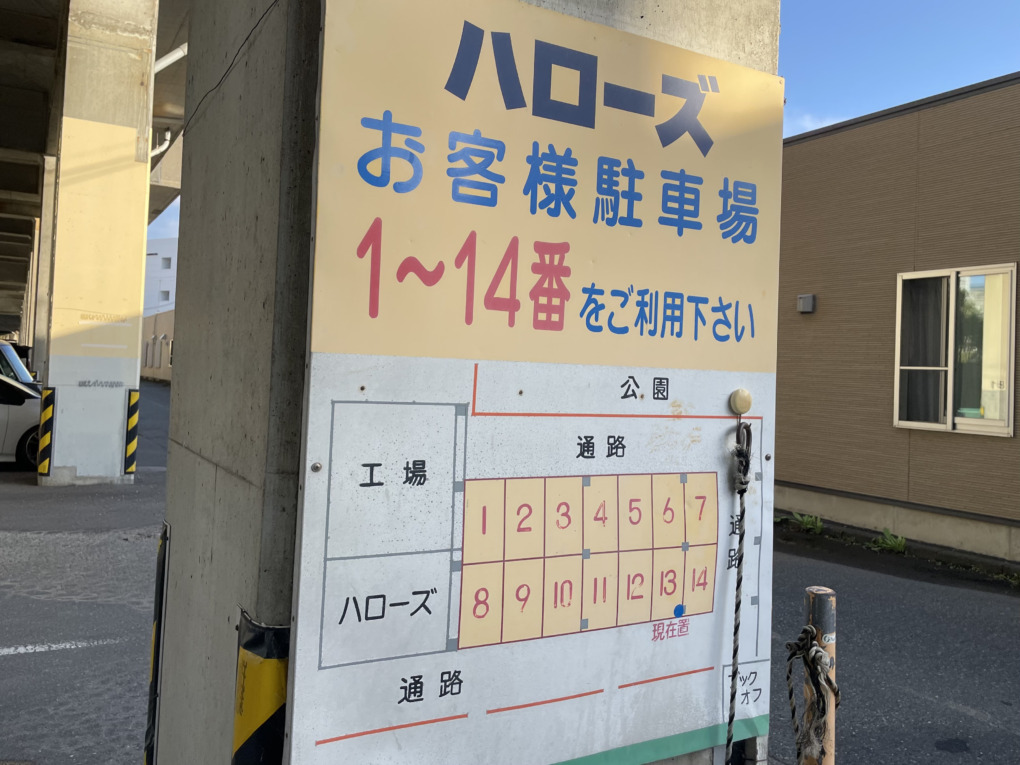 ハローズ
お客様駐車場
1〜14番をご利用下さい
公園
通路
工場
1 2 3 4 5 6 7
通路
8 9 10 11 12 13 14
ハローズ
現在置
通路
ック
オフ